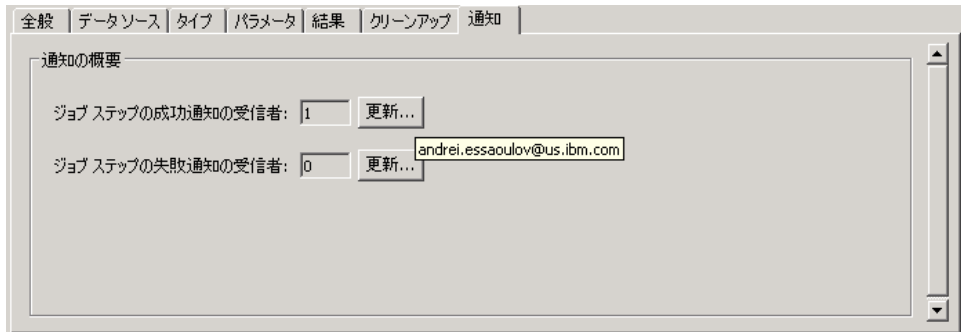 全般 データソース タイプ パラメータ 結果 クリーンアップ 通知
通知の概要
ジョブ ステップの成功通知の受信者: 1 更新...
andrei.essaoulov@us.ibm.com
ジョブ ステップの失敗通知の受信者: 0 更新...